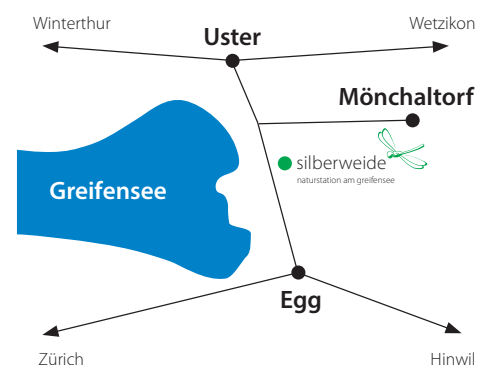 Winterthur
Wetzikon
Uster
Mönchaltorf
silberweide
naturstation am greifensee
Greifensee
Egg
Zürich
Hinwil